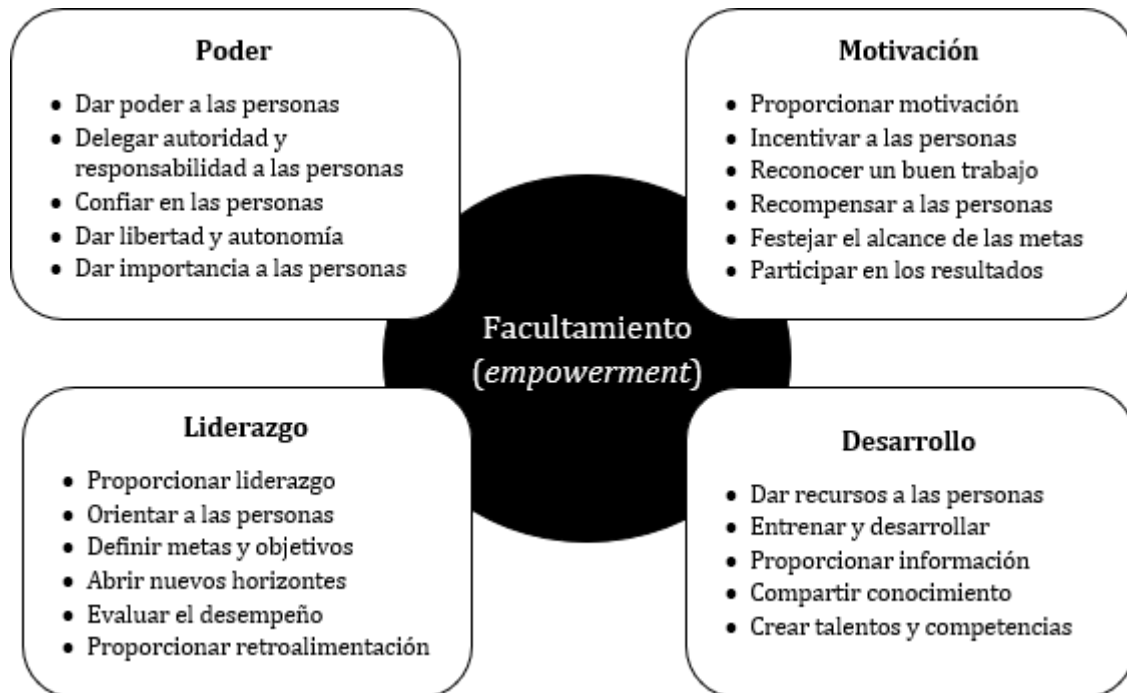 Poder
• Dar poder a las personas
• Delegar autoridad y
responsabilidad a las personas
• Confiar en las personas
• Dar libertad y autonomía
• Dar importancia a las personas
Motivación
• Proporcionar motivación
• Incentivar a las personas
• Reconocer un buen trabajo
• Recompensar a las personas
• Festejar el alcance de las metas
• Participar en los resultados
Facultamiento
(empowerment)
Liderazgo
• Proporcionar liderazgo
• Orientar a las personas
• Definir metas y objetivos
• Abrir nuevos horizontes
• Evaluar el desempeño
• Proporcionar retroalimentación
Desarrollo
• Dar recursos a las personas
• Entrenar y desarrollar
• Proporcionar información
• Compartir conocimiento
• Crear talentos y competencias